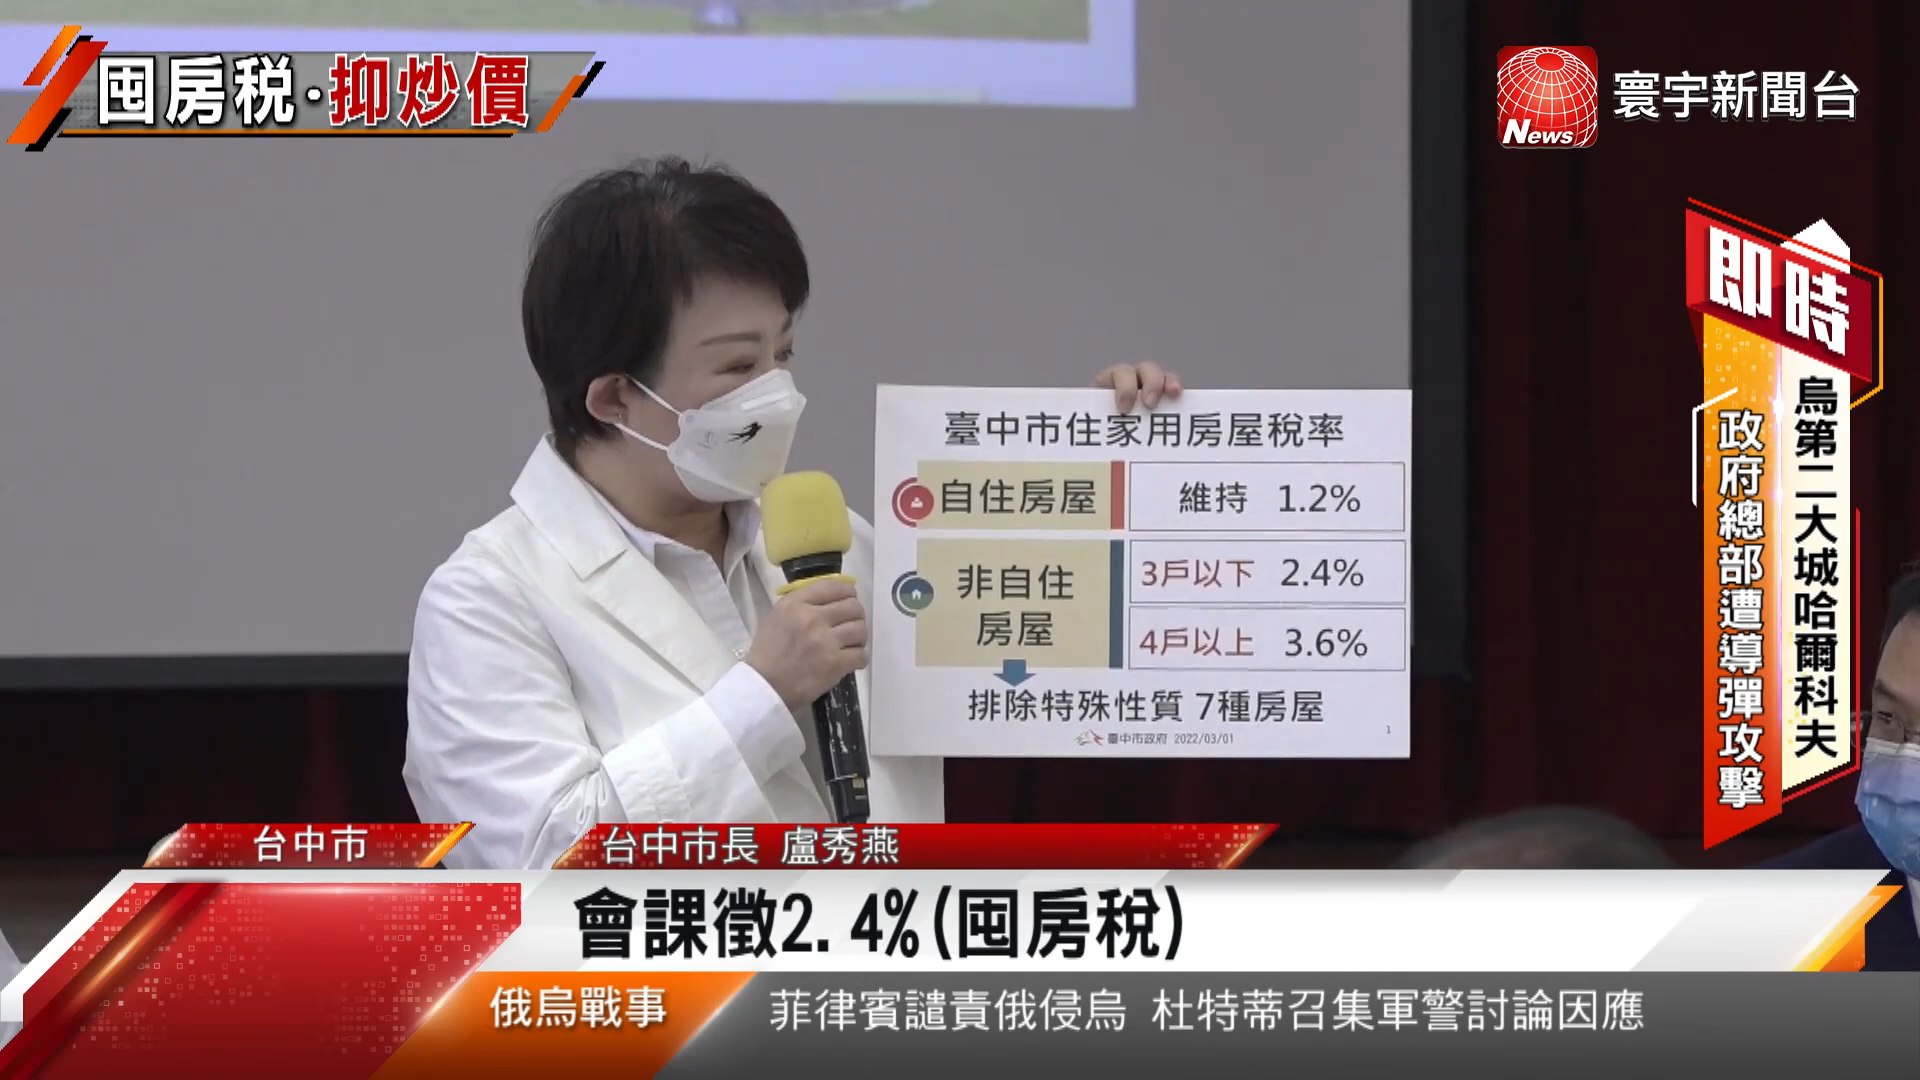 囤房稅·抑炒價
News
寰宇新聞台
即時
烏第二大城哈爾科夫
政府總部遭導彈攻擊
臺中市住家用房屋稅率
自住房屋 維持 1.2%
非自住房屋
3戶以下 2.4%
4戶以上 3.6%
排除特殊性質 7種房屋
臺中市政府 2022/03/01
1
台中市
台中市長 盧秀燕
會課徵2.4%(囤房稅)
俄烏戰事
菲律賓譴責俄侵烏 杜特蒂召集軍警討論因應